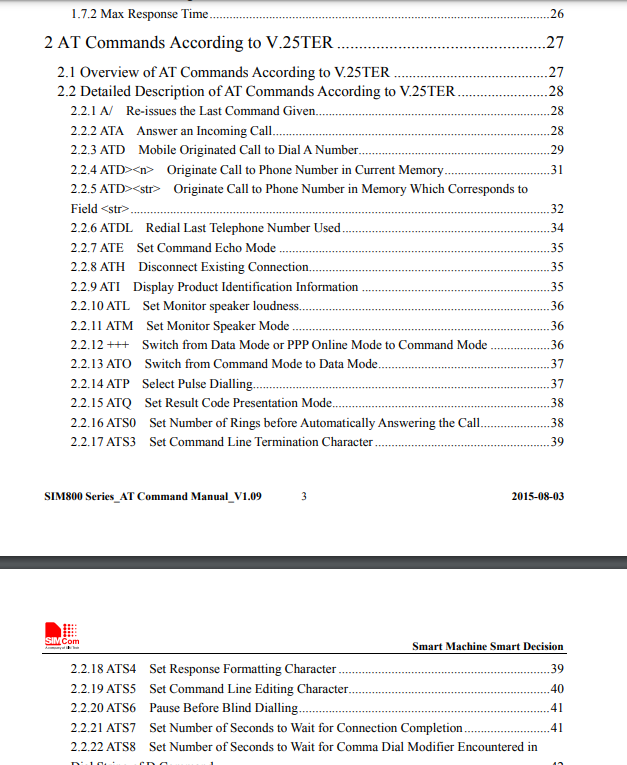 1.7.2 Max Response Time.....26
2 AT Commands According to V.25TER.....27
2.1 Overview of AT Commands According to V.25TER.....27
2.2 Detailed Description of AT Commands According to V.25TER.....28
2.2.1 A/ Re-issues the Last Command Given.....28
2.2.2 ATA Answer an Incoming Call.....28
2.2.3 ATD Mobile Originated Call to Dial A Number.....29
2.2.4 ATD><n> Originate Call to Phone Number in Current Memory.....31
2.2.5 ATD><str> Originate Call to Phone Number in Memory Which Corresponds to
Field <str>.....32
2.2.6 ATDL Redial Last Telephone Number Used.....34
2.2.7 ATE Set Command Echo Mode.....35
2.2.8 ATH Disconnect Existing Connection.....35
2.2.9 ATI Display Product Identification Information.....35
2.2.10 ATL Set Monitor speaker loudness.....36
2.2.11 ATM Set Monitor Speaker Mode.....36
2.2.12 +++ Switch from Data Mode or PPP Online Mode to Command Mode.....36
2.2.13 ATO Switch from Command Mode to Data Mode.....37
2.2.14 ATP Select Pulse Dialling.....37
2.2.15 ATQ Set Result Code Presentation Mode.....38
2.2.16 ATS0 Set Number of Rings before Automatically Answering the Call.....38
2.2.17 ATS3 Set Command Line Termination Character.....39
SIM800 Series_AT Command Manual_V1.09 3 2015-08-03
SIMCom
Smart Machine Smart Decision
2.2.18 ATS4 Set Response Formatting Character.....39
2.2.19 ATS5 Set Command Line Editing Character.....40
2.2.20 ATS6 Pause Before Blind Dialling.....41
2.2.21 ATS7 Set Number of Seconds to Wait for Connection Completion.....41
2.2.22 ATS8 Set Number of Seconds to Wait for Comma Dial Modifier Encountered in